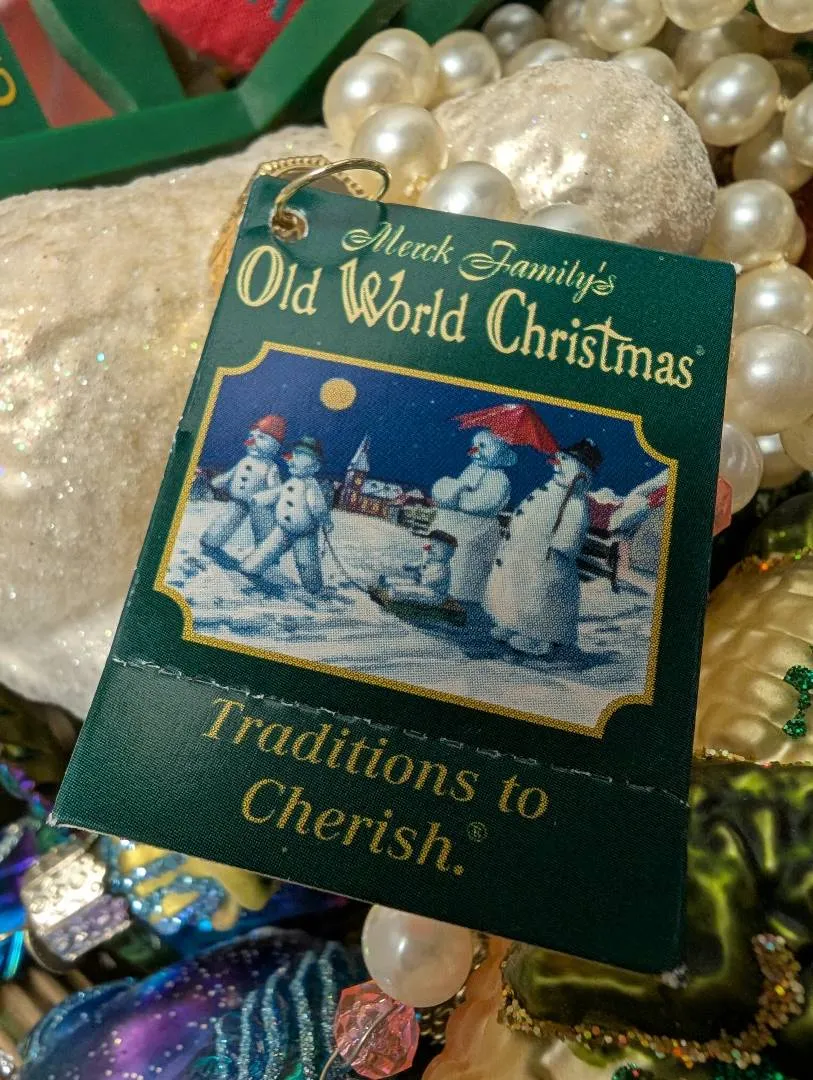 Merck Family's
Old World Christmas®
Traditions to
Cherish.®